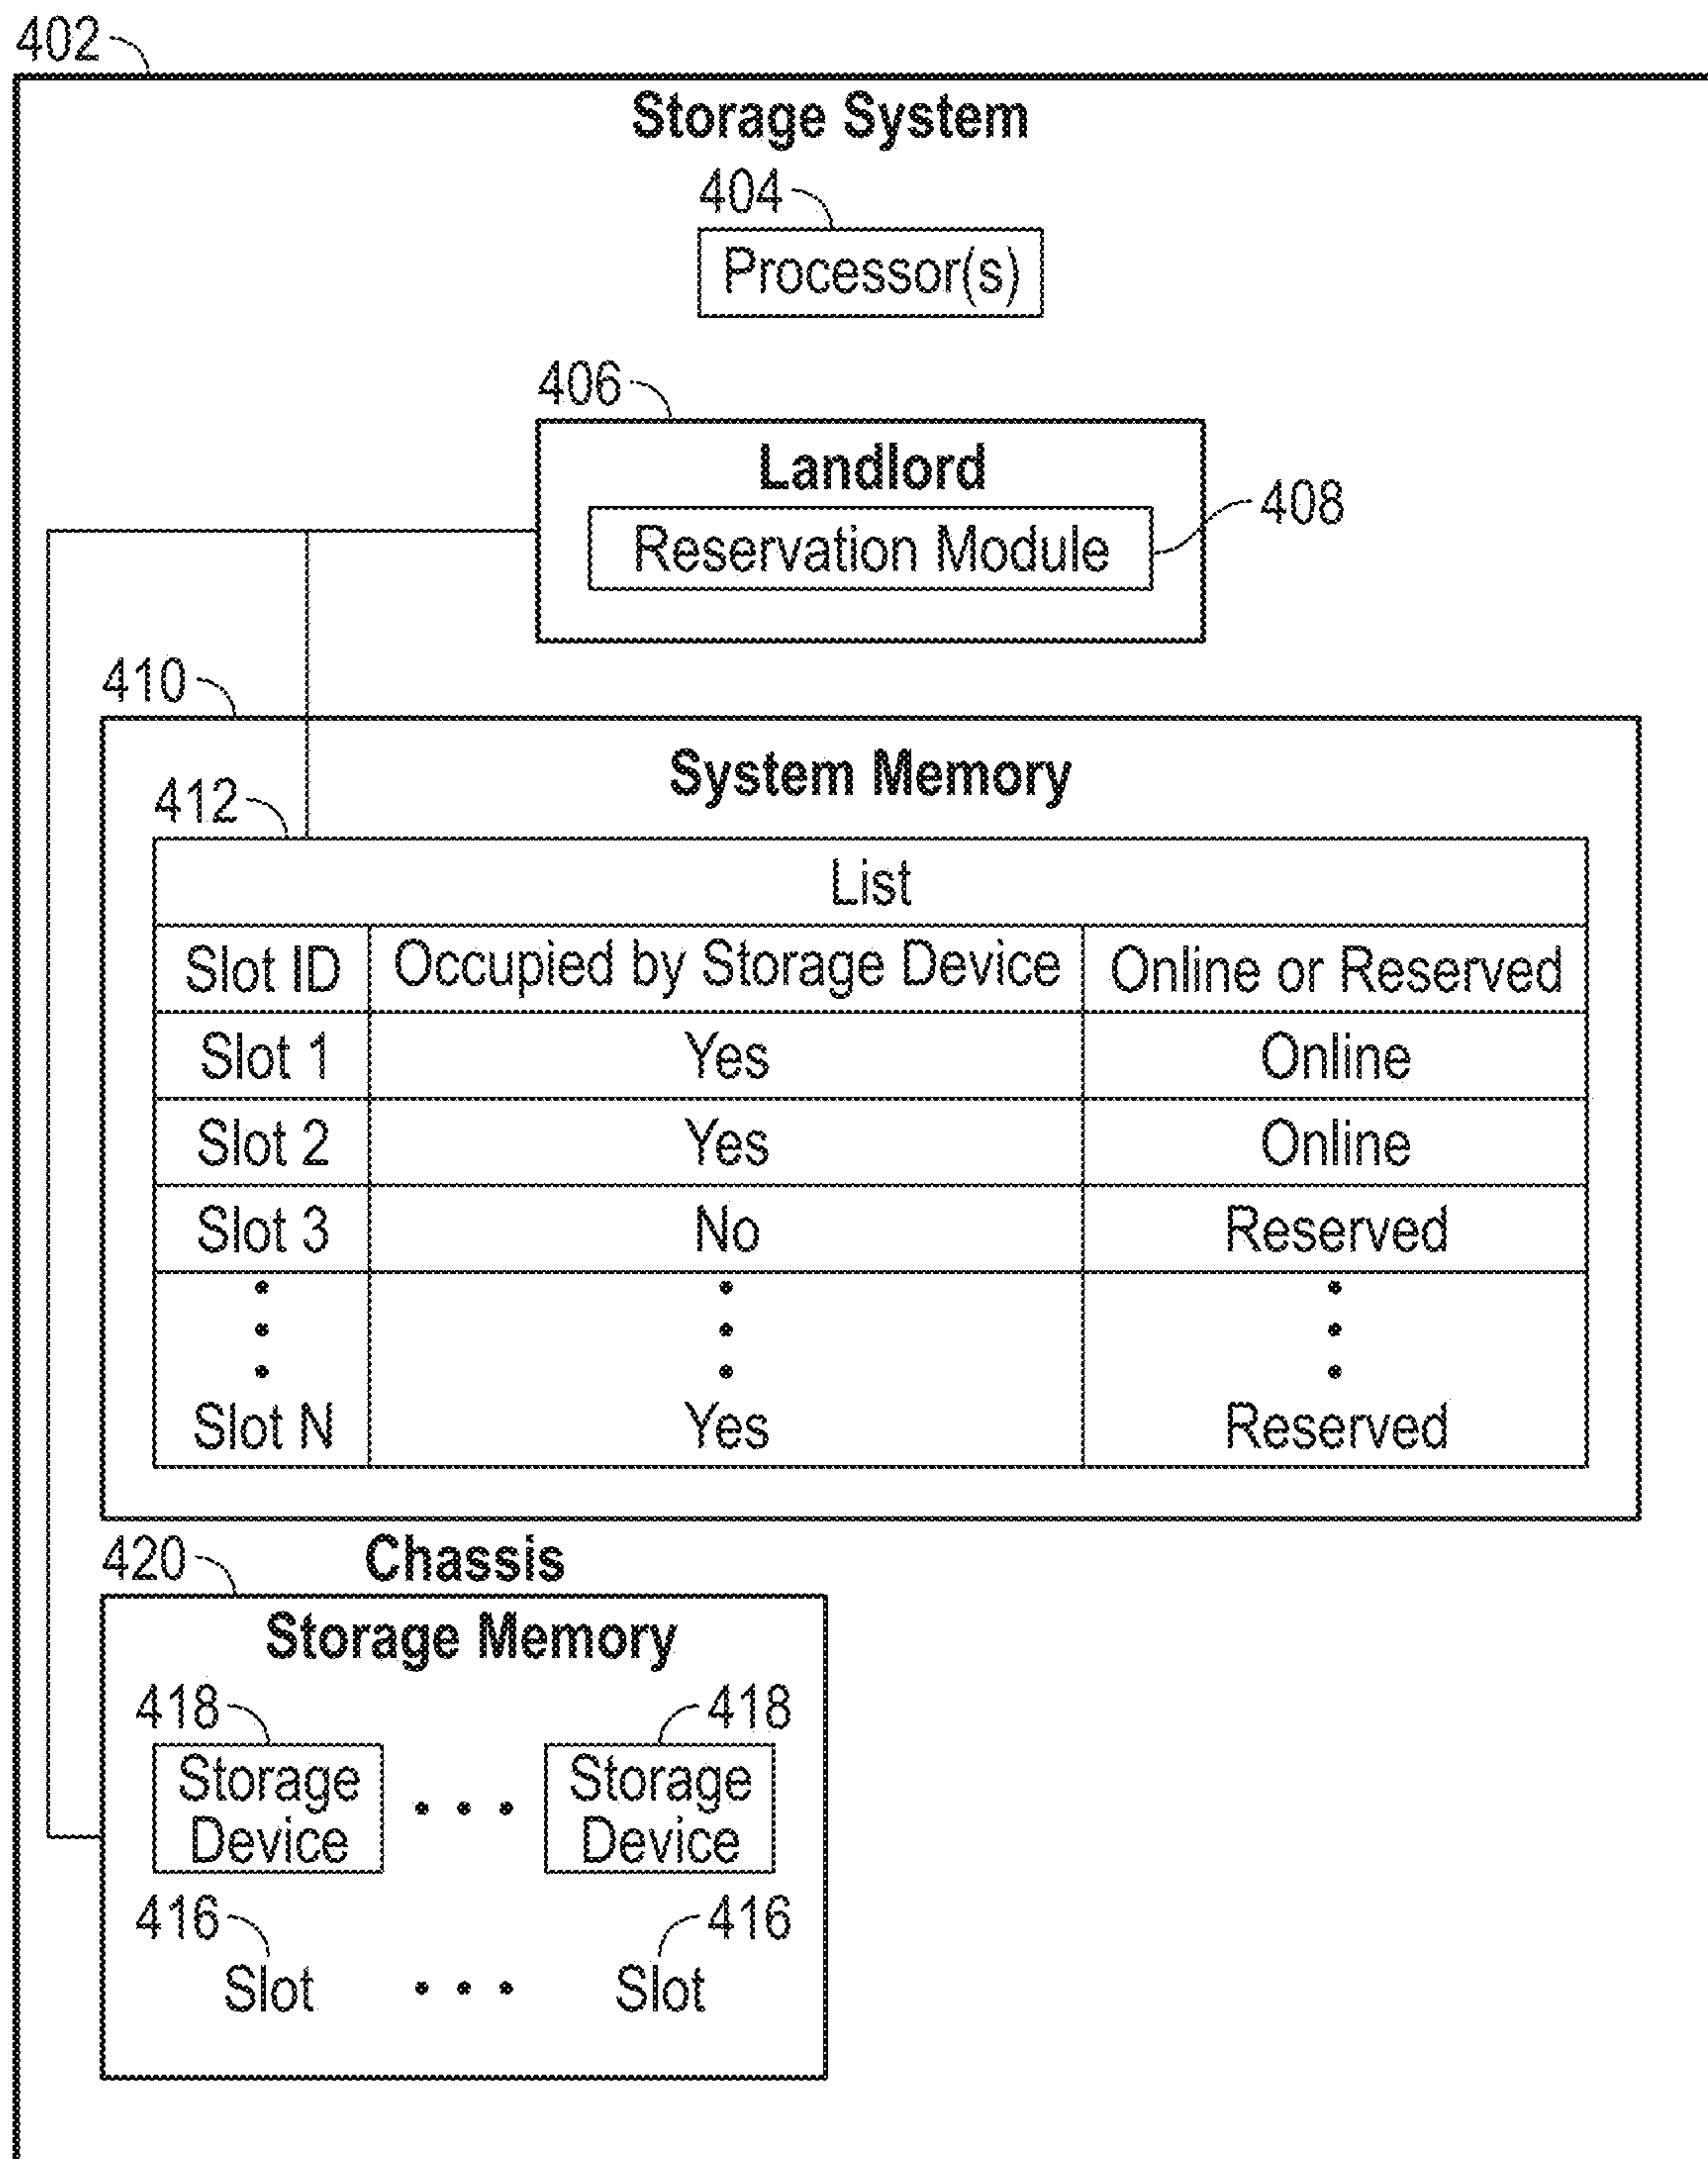 402
Storage System
404
Processor(s)
406
Landlord
Reservation Module
408
410
System Memory
412
List
Slot ID Occupied by Storage Device Online or Reserved
Slot 1 Yes Online
Slot 2 Yes Online
Slot 3 No Reserved
Slot N Yes Reserved
420
Chassis
Storage Memory
418 418
Storage Storage
Device Device
416 416
Slot Slot